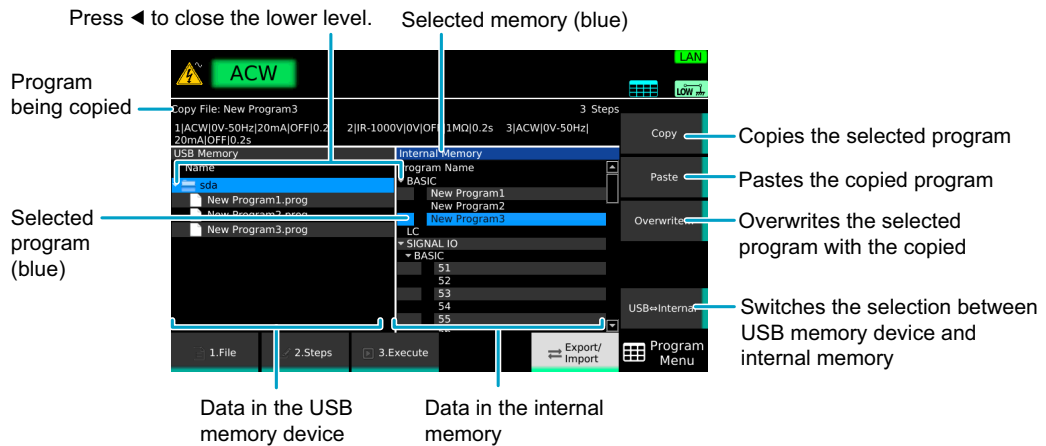 Press ◄ to close the lower level.
Selected memory (blue)
LAN
ACW
LOW
Program
being copied
Copy File: New Program3
3 Steps
1|ACW|0V-50Hz|20mA|OFF|0.2
2|IR-1000V|0V|OFF|1MΩ|0.2s
3|ACW|0V-50Hz|
20mA|OFF|0.2s
Copy
Copies the selected program
USB Memory
Internal Memory
Name
Program Name
sda
BASIC
New Program1.prog
New Program1
New Program2.prog
New Program2
New Program3.prog
New Program3
Paste
Pastes the copied program
Selected
program
(blue)
Overwrite
Overwrites the selected
program with the copied
LC
SIGNAL IO
BASIC
51
52
53
54
55
USB⇔Internal
Switches the selection between
USB memory device and
internal memory
1.File
2.Steps
3.Execute
Export/
Import
Program
Menu
Data in the USB
memory device
Data in the internal
memory